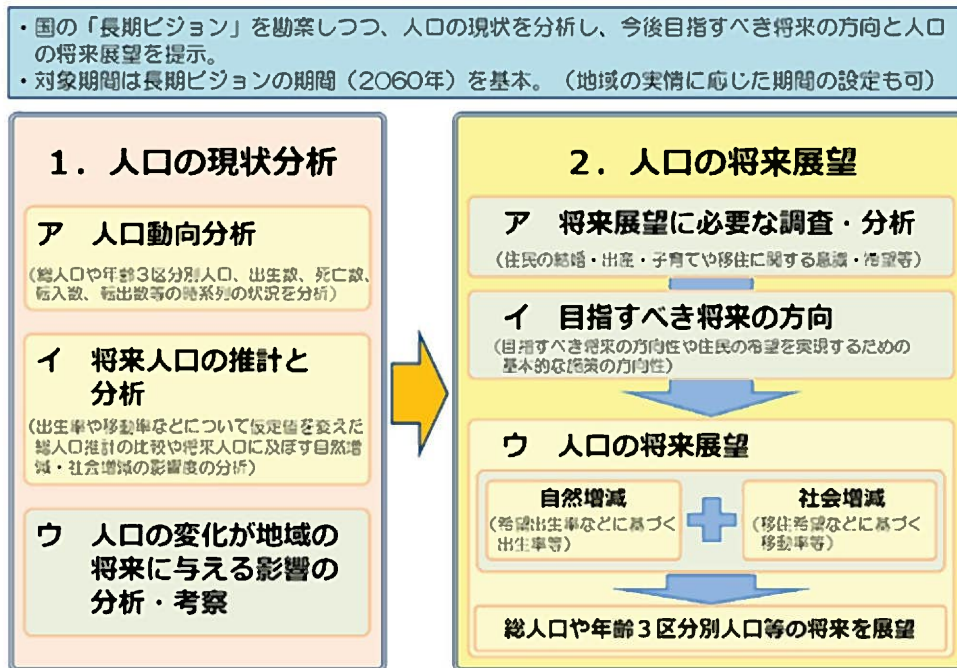 ・国の「長期ビジョン」を勘案しつつ、人口の現状を分析し、今後目指すべき将来の方向と人口
の将来展望を提示。
・対象期間は長期ビジョンの期間（2060年）を基本。（地域の実情に応じた期間の設定も可）
1．人口の現状分析
ア　人口動向分析
（総人口や年齢３区分別人口、出生数、死亡数、
転入数、転出数等の時系列の状況を分析）
イ　将来人口の推計と
分析
（出生率や移動率などについて仮定値を変えた
総人口推計の比較や将来人口に及ぼす自然増
減・社会増減の影響度の分析）
ウ　人口の変化が地域の
将来に与える影響の
分析・考察
2．人口の将来展望
ア　将来展望に必要な調査・分析
（住民の結婚・出産・子育てや移住に関する意識・希望等）
イ　目指すべき将来の方向
（目指すべき将来の方向性や住民の希望を実現するための
基本的な施策の方向性）
ウ　人口の将来展望
自然増減
（希望出生率などに基づく
出生率等）
社会増減
（移住希望などに基づく
移動率等）
総人口や年齢３区分別人口等の将来を展望